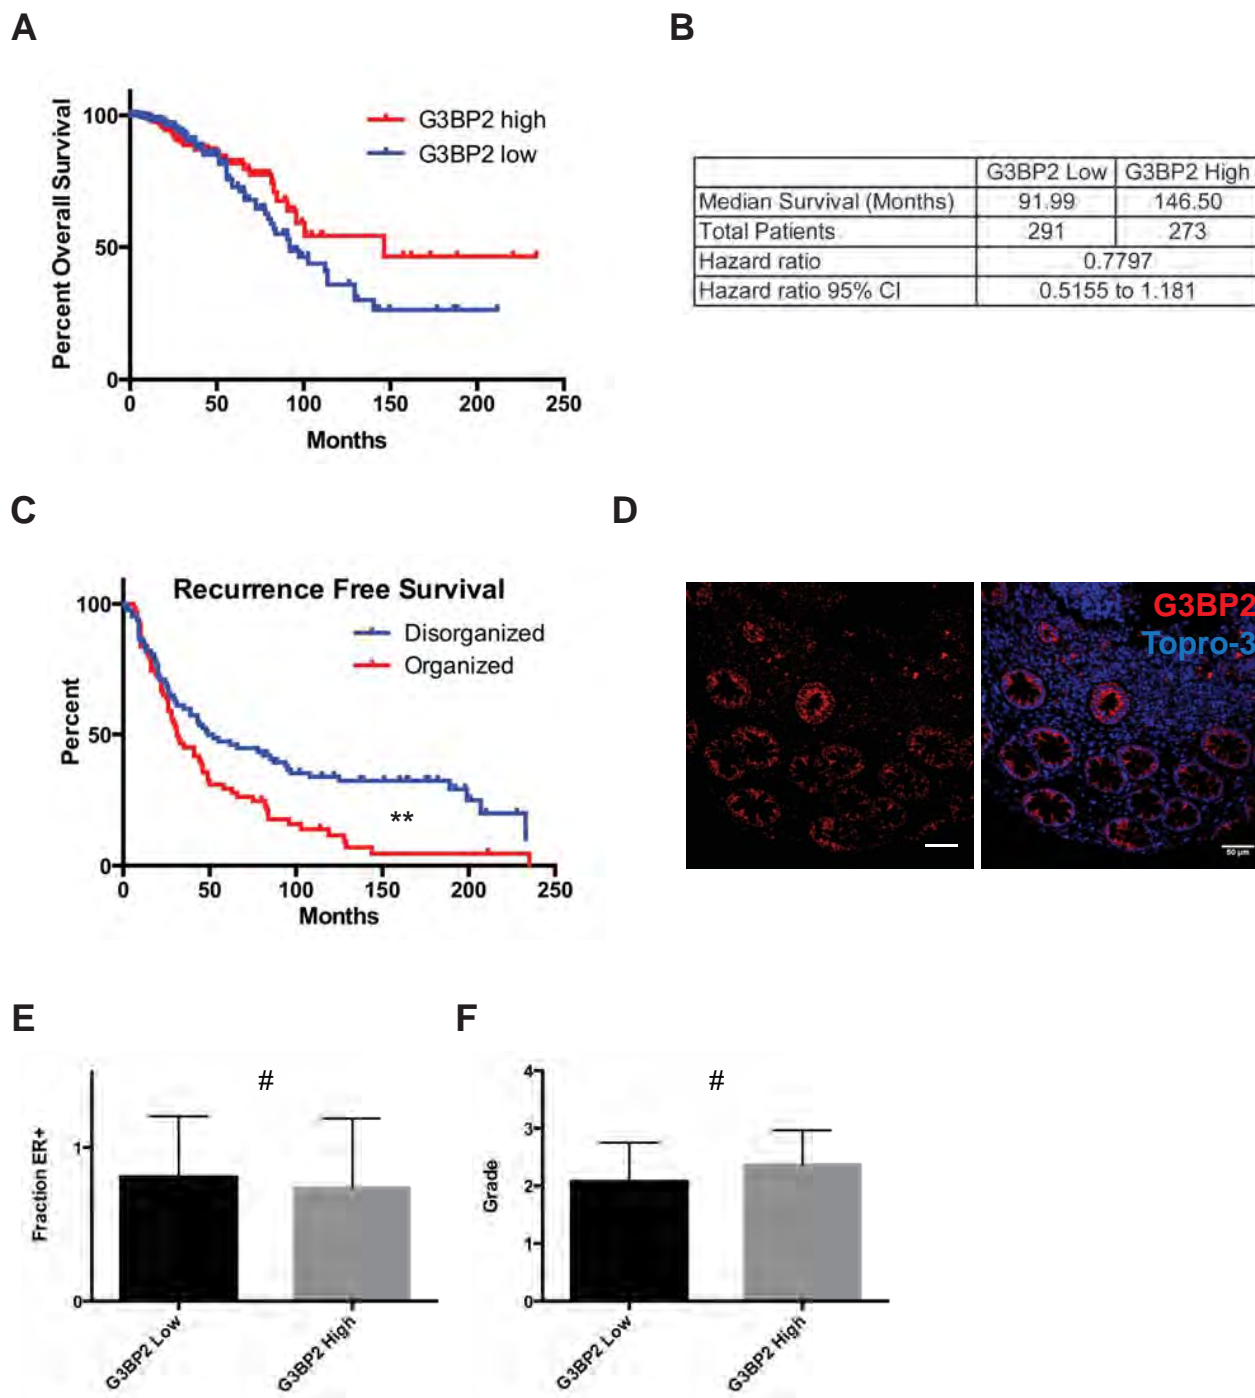 A
B
Percent Overall Survival
100
50
0
0 50 100 150 200 250
Months
G3BP2 high
G3BP2 low
G3BP2 Low G3BP2 High
Median Survival (Months) 91.99 146.50
Total Patients 291 273
Hazard ratio 0.7797
Hazard ratio 95% CI 0.5155 to 1.181
C
D
Recurrence Free Survival
Percent
100
50
0
0 50 100 150 200 250
Months
Disorganized
Organized
**
G3BP2
Topro-3
50 µm
E
F
Fraction ER+
1
0
#
G3BP2 Low
G3BP2 High
Grade
4
3
2
1
0
#
G3BP2 Low
G3BP2 High